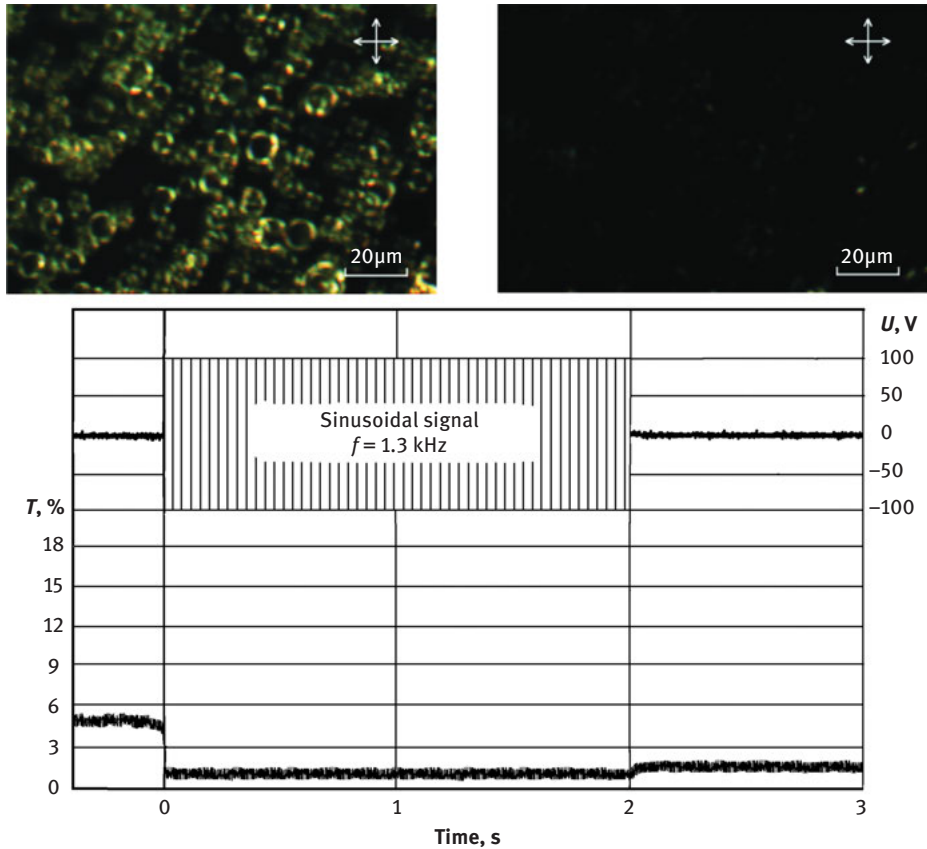 20μm
20μm
U, V
100
50
0
−50
−100
Sinusoidal signal
f = 1.3 kHz
T, %
18
15
12
9
6
3
0
0
1
2
3
Time, s